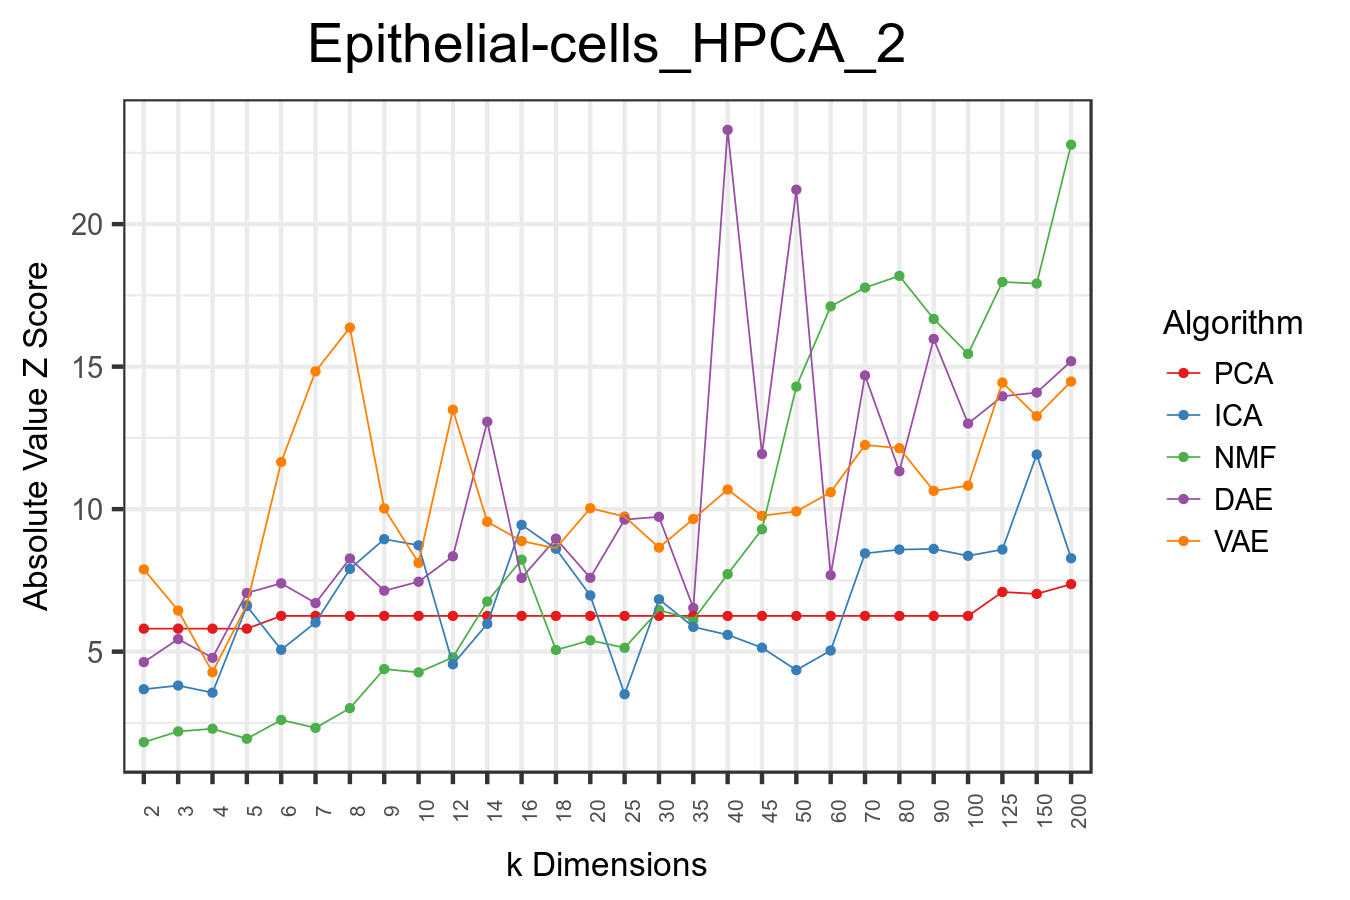 Epithelial-cells_HPCA_2
Absolute Value Z Score
20
15
10
5
2 3 4 5 6 7 8 9 10 12 14 16 18 20 25 30 35 40 45 50 60 70 80 90 100 125 150 200
k Dimensions
Algorithm
PCA
ICA
NMF
DAE
VAE